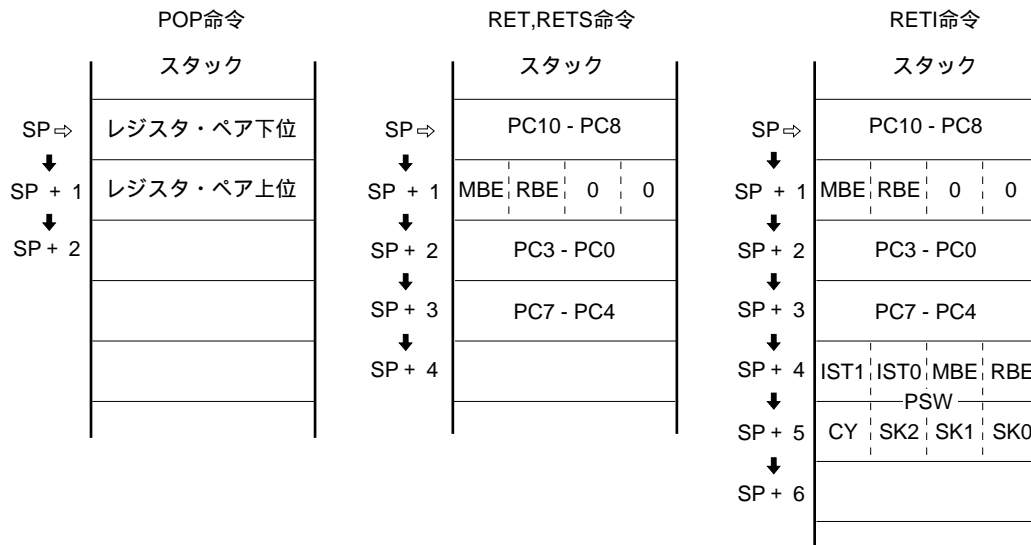 POP命令
スタック
SP⇨ レジスタ・ペア下位
SP + 1 レジスタ・ペア上位
SP + 2
RET,RETS命令
スタック
SP⇨ PC10 - PC8
SP + 1 MBE RBE 0 0
SP + 2 PC3 - PC0
SP + 3 PC7 - PC4
SP + 4
RETI命令
スタック
SP⇨ PC10 - PC8
SP + 1 MBE RBE 0 0
SP + 2 PC3 - PC0
SP + 3 PC7 - PC4
SP + 4 IST1 IST0 MBE RBE
PSW
SP + 5 CY SK2 SK1 SK0
SP + 6